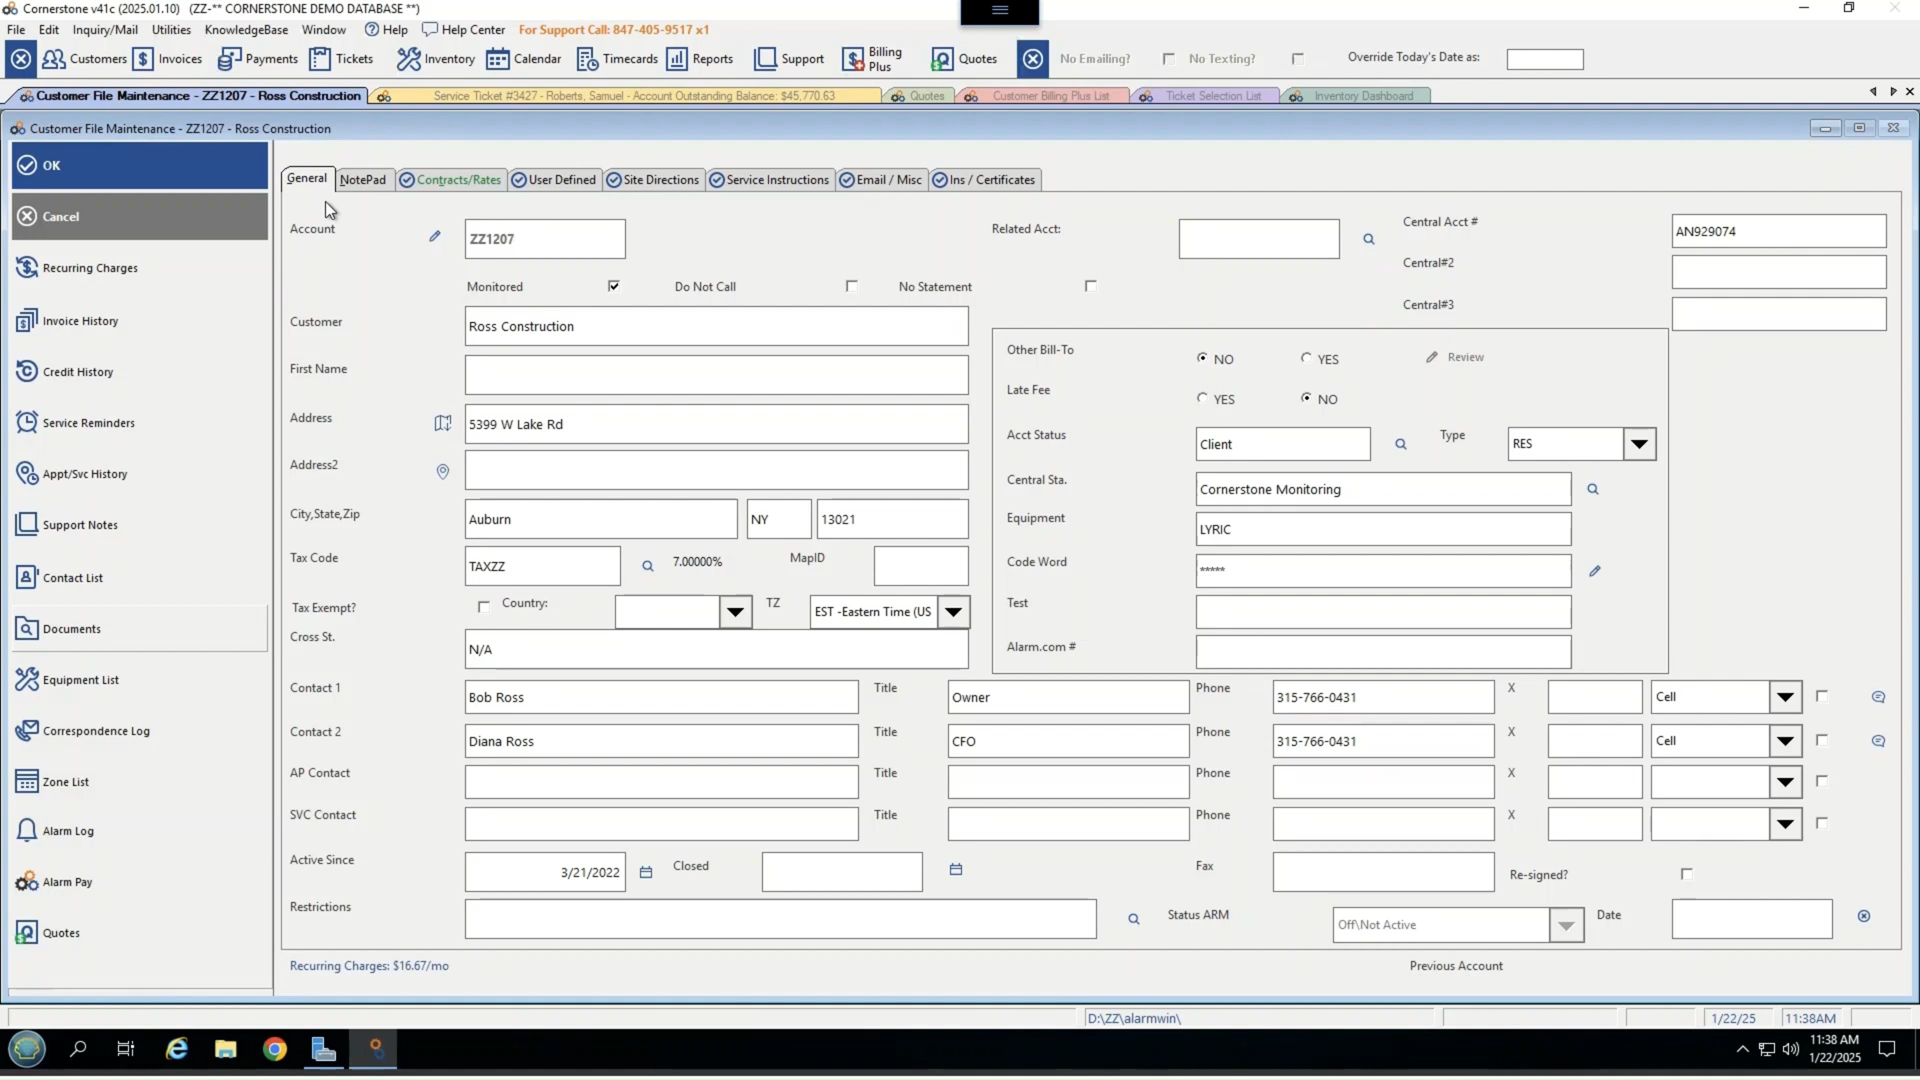 Cornerstone v41c (2025.01.10) (ZZ-** CORNERSTONE DEMO DATABASE **)
File Edit Inquiry/Mail Utilities KnowledgeBase Window Help Help Center For Support Call: 847-405-9517 x1
Customers Invoices Payments Tickets Inventory Calendar Timecards Reports Support Billing Plus Quotes No Emailing? No Texting? Override Today's Date as:
Customer File Maintenance - ZZ1207 - Ross Construction Service Ticket #3427 - Roberts, Samuel - Account Outstanding Balance: $45,770.63 Quotes Customer Billing Plus List Ticket Selection List Inventory Dashboard
Customer File Maintenance - ZZ1207 - Ross Construction
OK
Cancel
Recurring Charges
Invoice History
Credit History
Service Reminders
Appt/Svc History
Support Notes
Contact List
Documents
Equipment List
Correspondence Log
Zone List
Alarm Log
Alarm Pay
Quotes
General NotePad Contracts/Rates User Defined Site Directions Service Instructions Email / Misc Ins / Certificates
Account ZZ1207 Related Acct: Central Acct # AN929074
Central#2
Monitored Do Not Call No Statement
Central#3
Customer Ross Construction
First Name
Address 5399 W Lake Rd
Address2
City,State,Zip Auburn NY 13021
Tax Code TAXZZ 7.00000% MapID
Tax Exempt? Country: TZ EST -Eastern Time (US
Cross St. N/A
Other Bill-To NO YES Review
Late Fee YES NO
Acct Status Client Type RES
Central Sta. Cornerstone Monitoring
Equipment LYRIC
Code Word *****
Test
Alarm.com #
Contact 1 Bob Ross Title Owner Phone 315-766-0431 X Cell
Contact 2 Diana Ross Title CFO Phone 315-766-0431 X Cell
AP Contact Title Phone X
SVC Contact Title Phone X
Active Since 3/21/2022 Closed Fax Re-signed?
Restrictions Status ARM Off\Not Active Date
Recurring Charges: $16.67/mo Previous Account
D:\ZZ\alarmwin\ 1/22/25 11:38AM
11:38 AM
1/22/2025